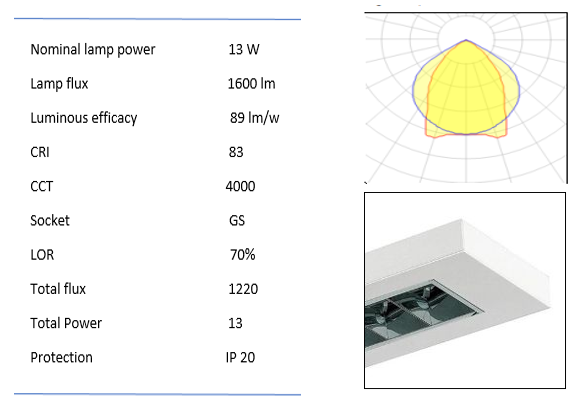 Nominal lamp power 13 W
Lamp flux 1600 lm
Luminous efficacy 89 lm/w
CRI 83
CCT 4000
Socket GS
LOR 70%
Total flux 1220
Total Power 13
Protection IP 20